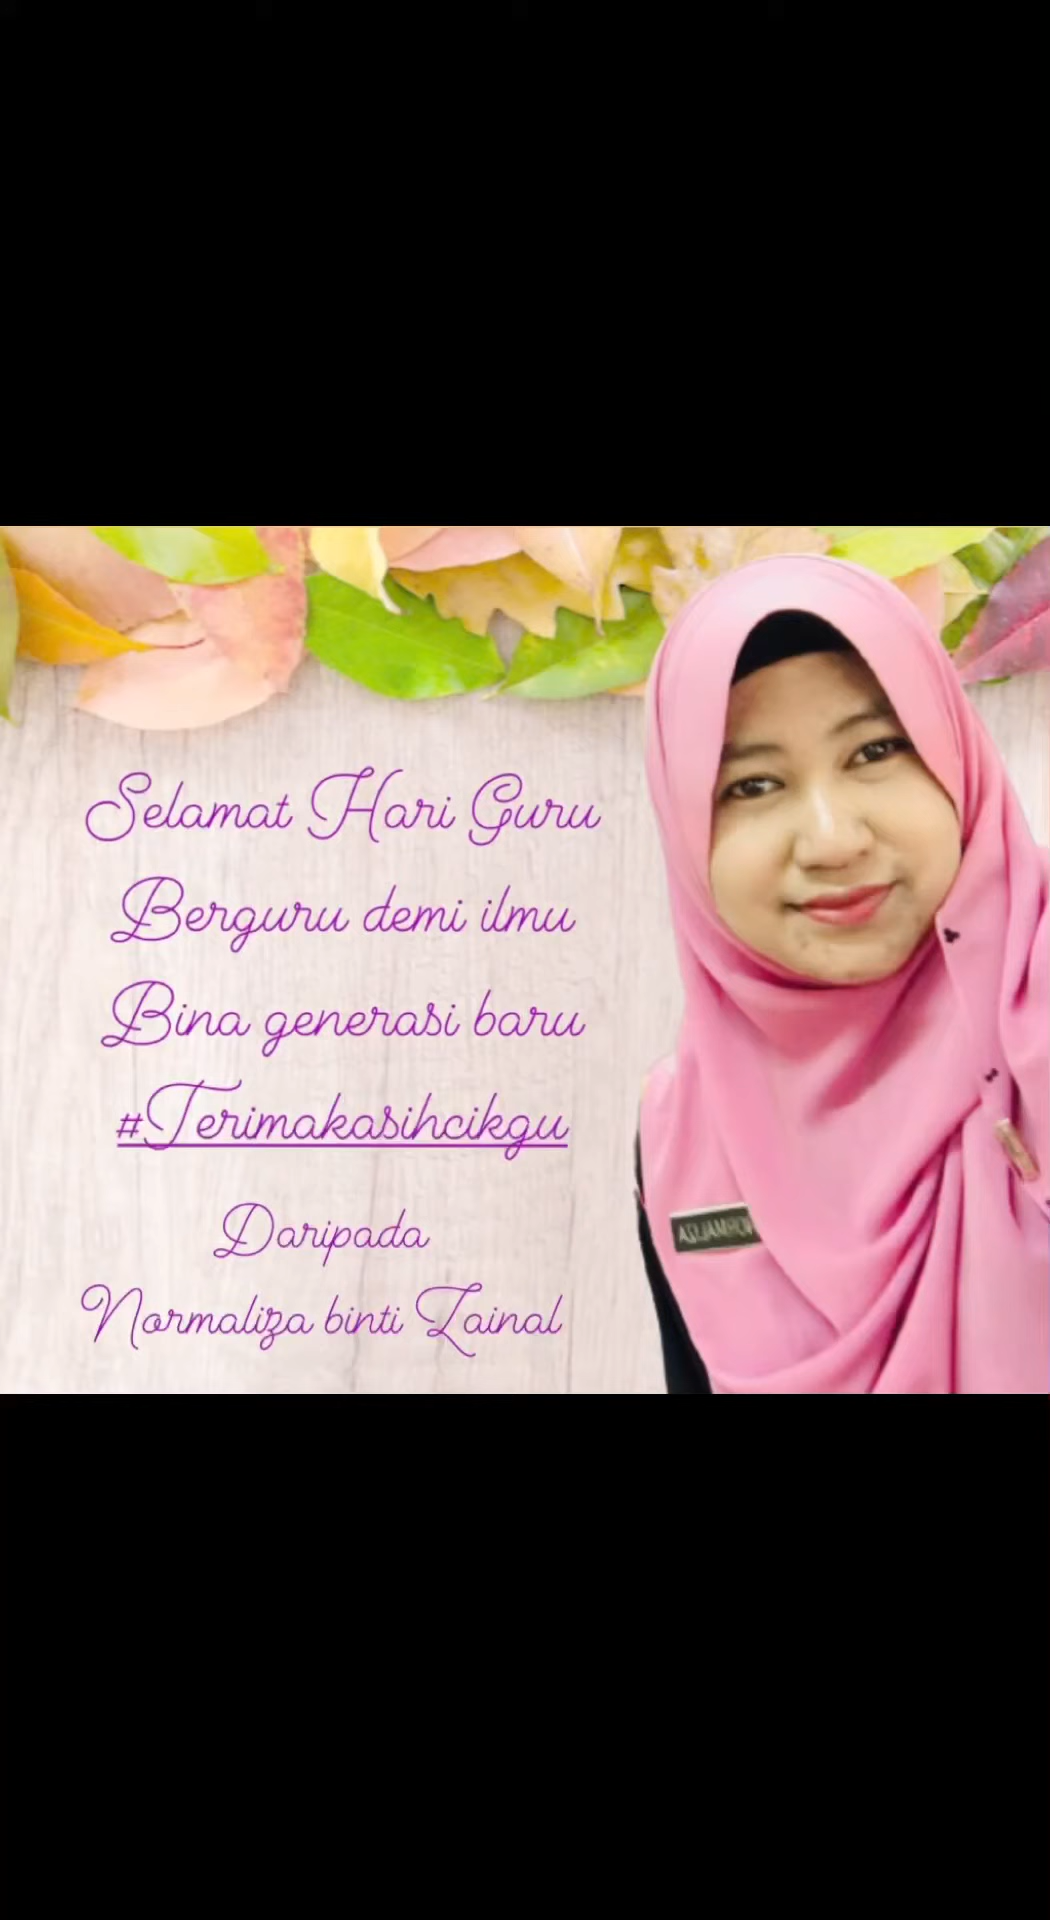 Selamat Hari Guru
Berguru demi ilmu
Bina generasi baru
#Terimakasihcikgu
Daripada
Normaliza binti Zainal